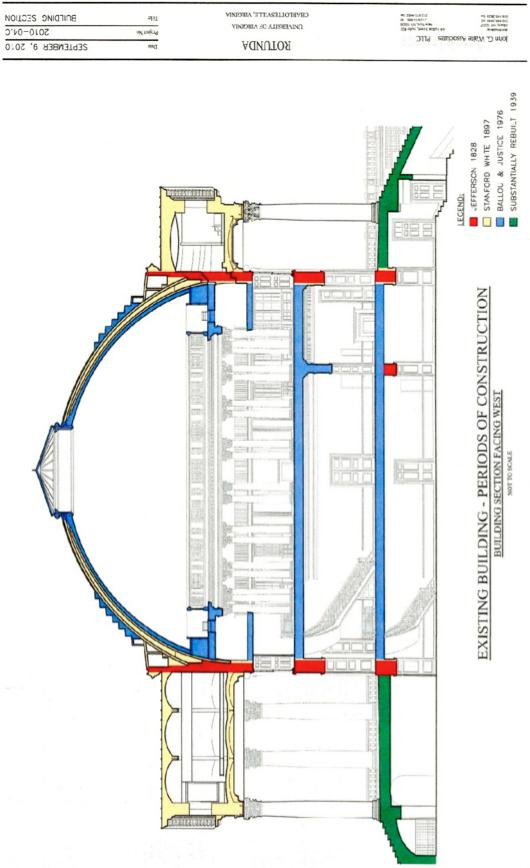 EXISTING BUILDING - PERIODS OF CONSTRUCTION
BUILDING SECTION FACING WEST
NOT TO SCALE
LEGEND:
JEFFERSON 1828
STANFORD WHITE 1897
BALLOU & JUSTICE 1976
SUBSTANTIALLY REBUILT 1939
John G. Waite Associates PLLC
ROTUNDA
UNIVERSITY OF VIRGINIA
CHARLOTTESVILLE, VIRGINIA
Date
SEPTEMBER 9, 2010
Project No.
2010-04.C
Title
BUILDING SECTION